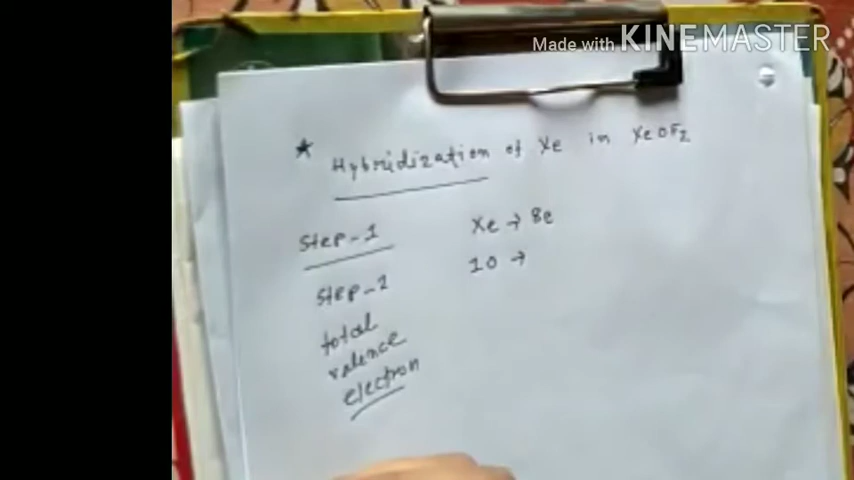 Made with KINEMASTER
* Hybridization of Xe in XeOF2
Step-1 Xe → 8e
Step-2 1O →
total
valence
electron